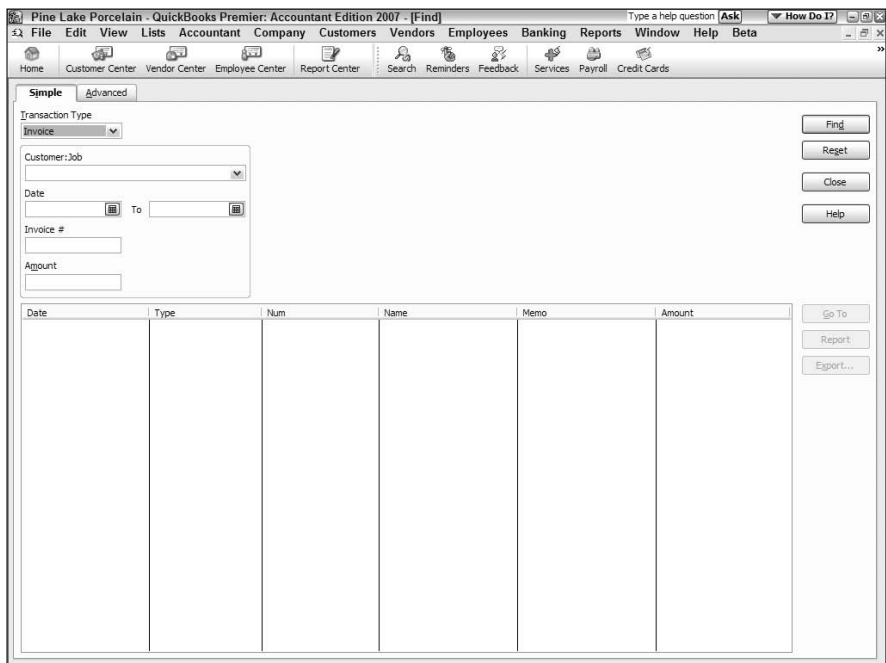 Pine Lake Porcelain - QuickBooks Premier: Accountant Edition 2007 - [Find] Type a help question Ask How Do I?
File Edit View Lists Accountant Company Customers Vendors Employees Banking Reports Window Help Beta
Home Customer Center Vendor Center Employee Center Report Center Search Reminders Feedback Services Payroll Credit Cards »
Simple Advanced
Transaction Type
Invoice
Find
Customer:Job
Reset
Date
Close
To
Help
Invoice #
Amount
Date Type Num Name Memo Amount
Go To
Report
Export...